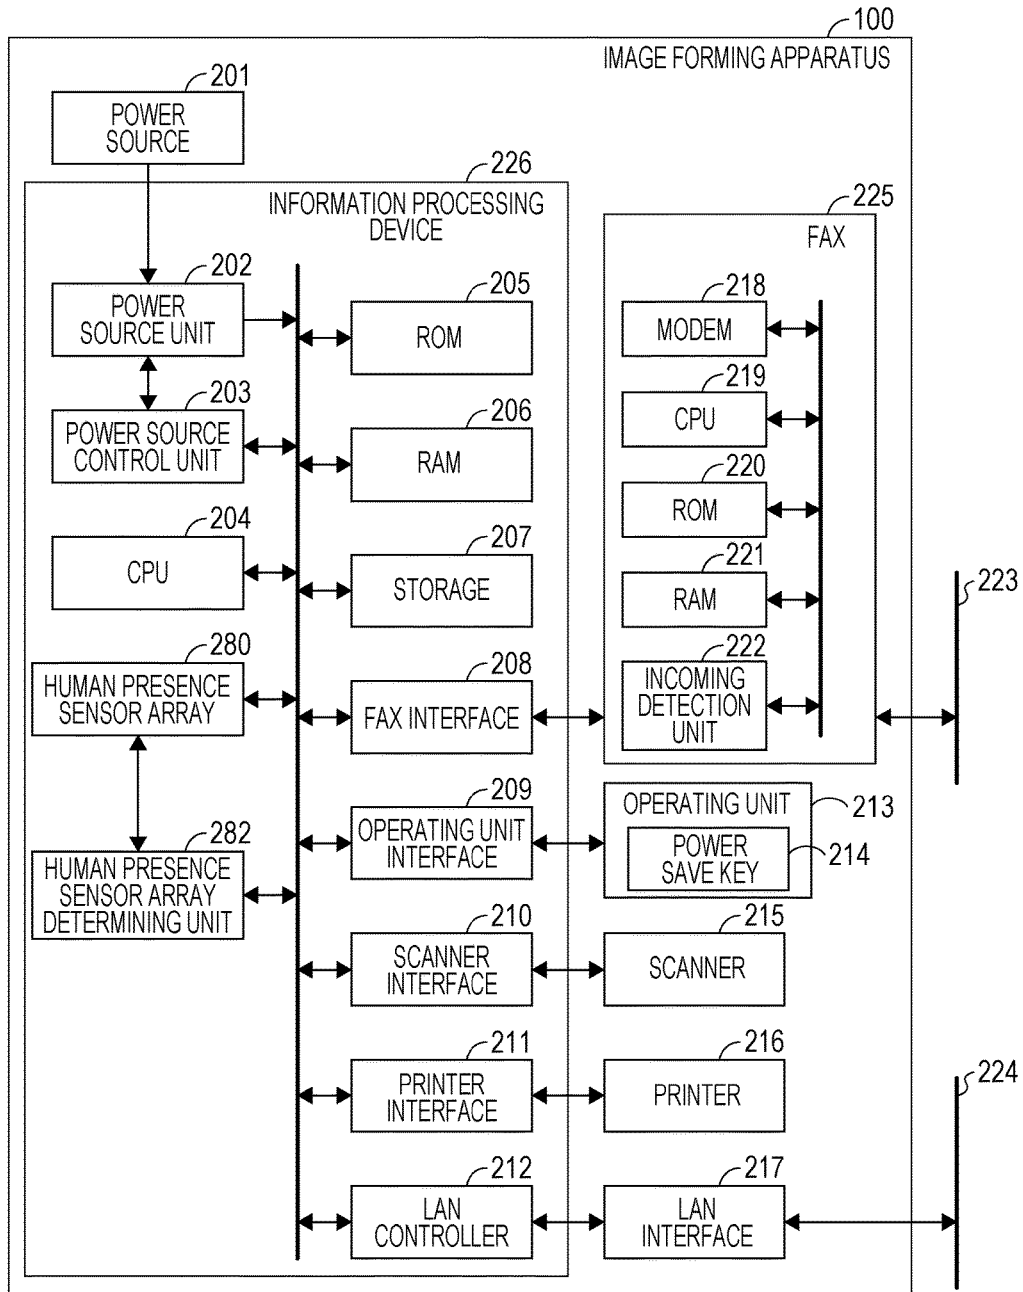 100
IMAGE FORMING APPARATUS
201
POWER
SOURCE
226
INFORMATION PROCESSING
DEVICE
225
FAX
202
POWER
SOURCE UNIT
205
ROM
218
MODEM
203
POWER SOURCE
CONTROL UNIT
206
RAM
219
CPU
204
CPU
207
STORAGE
220
ROM
221
RAM
223
280
HUMAN PRESENCE
SENSOR ARRAY
208
FAX INTERFACE
222
INCOMING
DETECTION
UNIT
282
HUMAN PRESENCE
SENSOR ARRAY
DETERMINING UNIT
209
OPERATING UNIT
INTERFACE
OPERATING UNIT
213
POWER
SAVE KEY
214
210
SCANNER
INTERFACE
215
SCANNER
211
PRINTER
INTERFACE
216
PRINTER
224
212
LAN
CONTROLLER
217
LAN
INTERFACE